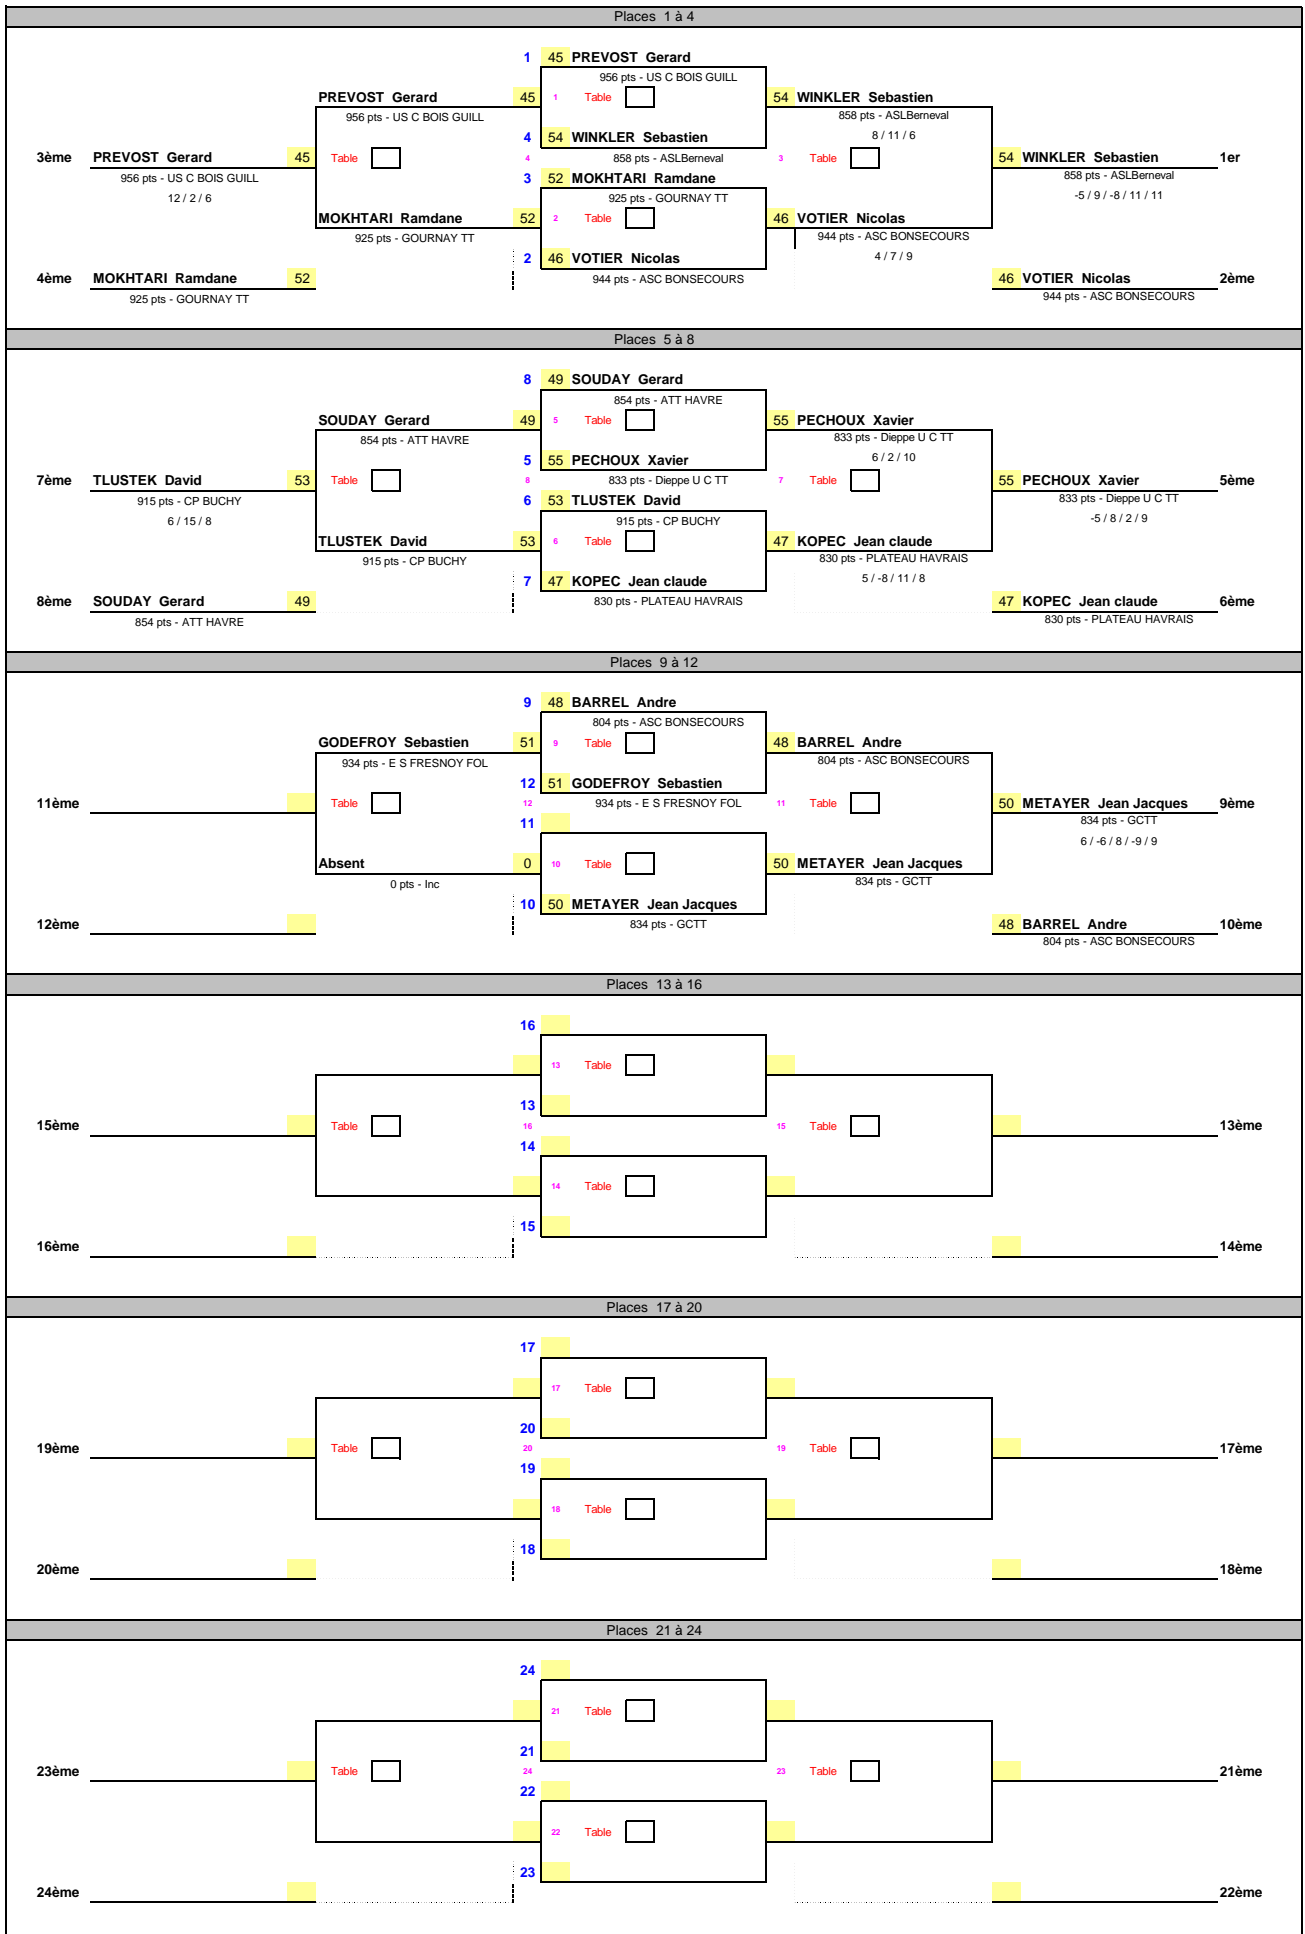 Places 1 à 4
1 45 PREVOST Gerard
956 pts - US C BOIS GUILL
PREVOST Gerard 45 1 Table 54 WINKLER Sebastien
956 pts - US C BOIS GUILL 858 pts - ASLBerneval
4 54 WINKLER Sebastien 8 / 11 / 6
3ème PREVOST Gerard 45 Table 4 858 pts - ASLBerneval 3 Table 54 WINKLER Sebastien 1er
956 pts - US C BOIS GUILL 3 52 MOKHTARI Ramdane 858 pts - ASLBerneval
12 / 2 / 6 925 pts - GOURNAY TT -5 / 9 / -8 / 11 / 11
MOKHTARI Ramdane 52 2 Table 46 VOTIER Nicolas
925 pts - GOURNAY TT 944 pts - ASC BONSECOURS
2 46 VOTIER Nicolas 4 / 7 / 9
4ème MOKHTARI Ramdane 52 944 pts - ASC BONSECOURS 46 VOTIER Nicolas 2ème
925 pts - GOURNAY TT 944 pts - ASC BONSECOURS
Places 5 à 8
8 49 SOUDAY Gerard
854 pts - ATT HAVRE
SOUDAY Gerard 49 5 Table 55 PECHOUX Xavier
854 pts - ATT HAVRE 833 pts - Dieppe U C TT
5 55 PECHOUX Xavier 6 / 2 / 10
7ème TLUSTEK David 53 Table 8 833 pts - Dieppe U C TT 7 Table 55 PECHOUX Xavier 5ème
915 pts - CP BUCHY 6 53 TLUSTEK David 833 pts - Dieppe U C TT
6 / 15 / 8 915 pts - CP BUCHY -5 / 8 / 2 / 9
TLUSTEK David 53 6 Table 47 KOPEC Jean claude
915 pts - CP BUCHY 830 pts - PLATEAU HAVRAIS
7 47 KOPEC Jean claude 5 / -8 / 11 / 8
8ème SOUDAY Gerard 49 830 pts - PLATEAU HAVRAIS 47 KOPEC Jean claude 6ème
854 pts - ATT HAVRE 830 pts - PLATEAU HAVRAIS
Places 9 à 12
9 48 BARREL Andre
804 pts - ASC BONSECOURS
GODEFROY Sebastien 51 9 Table 48 BARREL Andre
934 pts - E S FRESNOY FOL 804 pts - ASC BONSECOURS
12 51 GODEFROY Sebastien
11ème Table 12 934 pts - E S FRESNOY FOL 11 Table 50 METAYER Jean Jacques 9ème
11 834 pts - GCTT
6 / -6 / 8 / -9 / 9
Absent 0 10 Table 50 METAYER Jean Jacques
0 pts - Inc 834 pts - GCTT
10 50 METAYER Jean Jacques
12ème 834 pts - GCTT 48 BARREL Andre 10ème
804 pts - ASC BONSECOURS
Places 13 à 16
16
13 Table
13
15ème Table 16 15 Table 13ème
14
14 Table
15
16ème 14ème
Places 17 à 20
17
17 Table
20
19ème Table 20 19 Table 17ème
19
18 Table
18
20ème 18ème
Places 21 à 24
24
21 Table
21
23ème Table 24 23 Table 21ème
22
22 Table
23
24ème 22ème